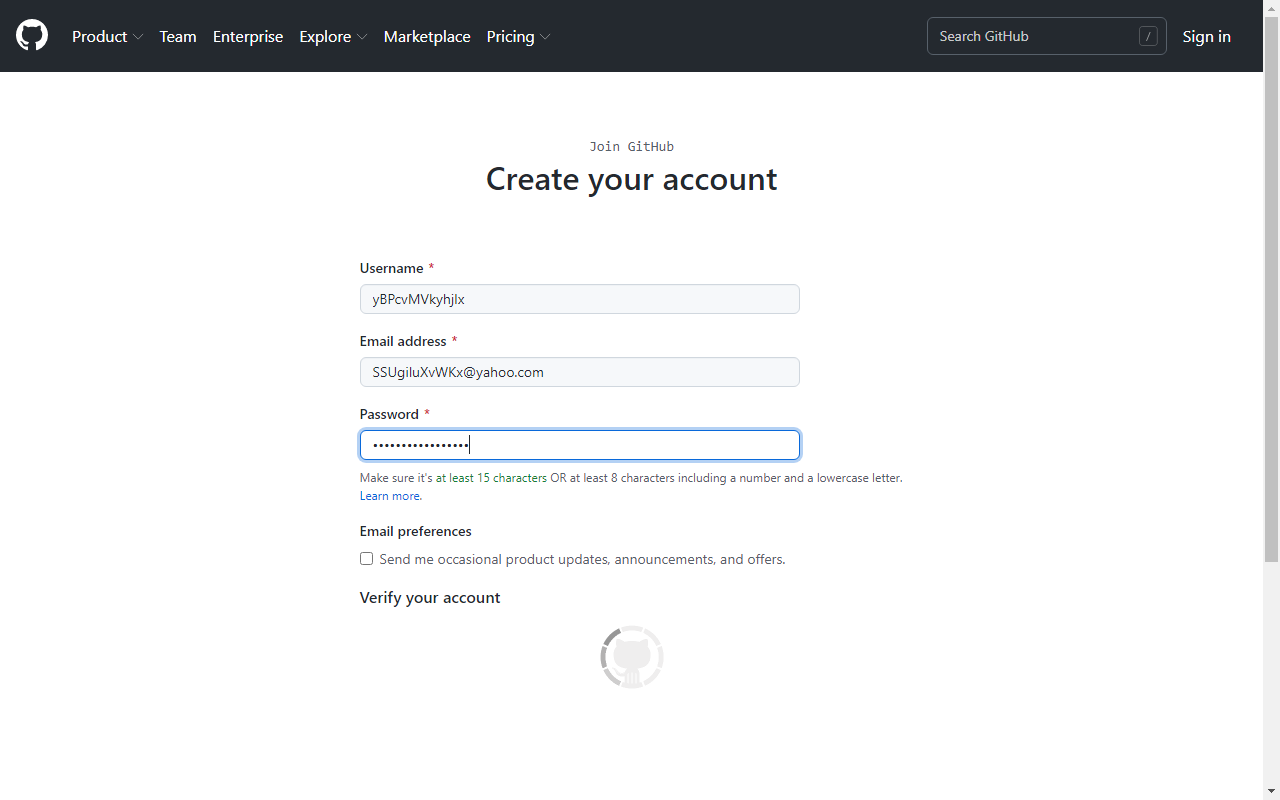 Product Team Enterprise Explore Marketplace Pricing Search GitHub / Sign in
Join GitHub
Create your account
Username *
yBPcvMVkyhjIx
Email address *
SSUgiluXvWKx@yahoo.com
Password *
•••••••••••••••••
Make sure it's at least 15 characters OR at least 8 characters including a number and a lowercase letter.
Learn more.
Email preferences
Send me occasional product updates, announcements, and offers.
Verify your account